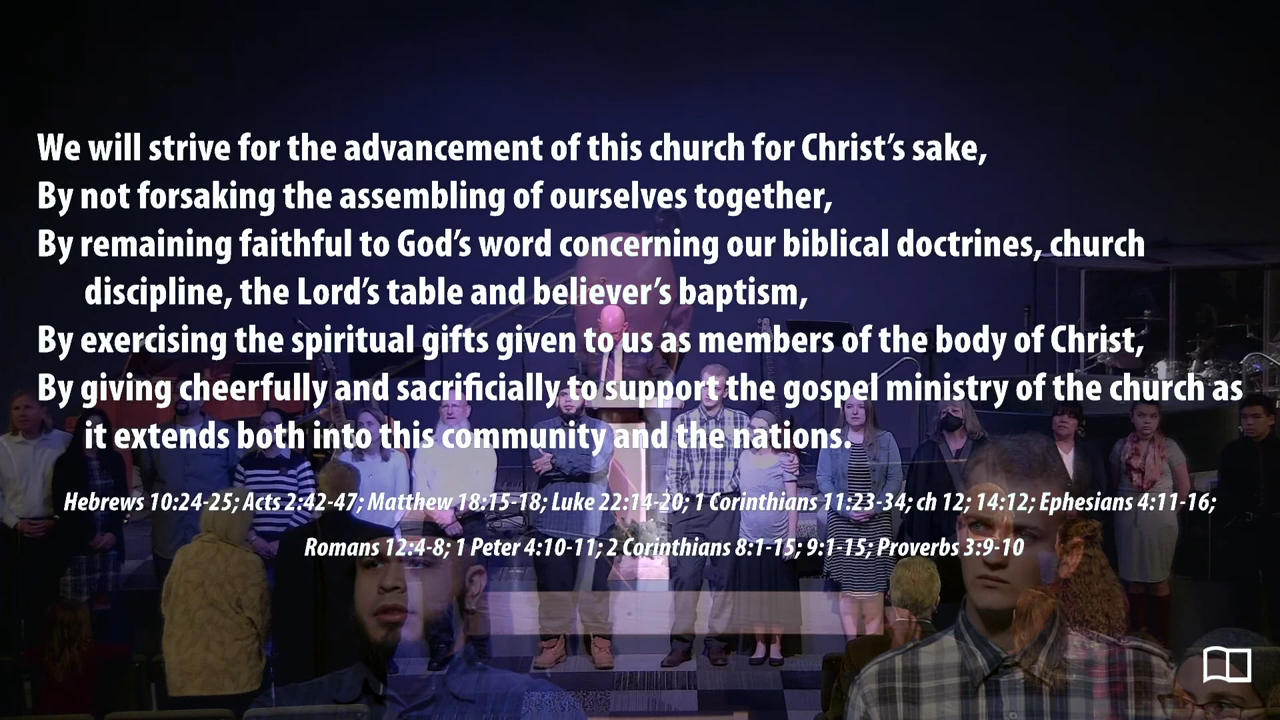 We will strive for the advancement of this church for Christ’s sake,
By not forsaking the assembling of ourselves together,
By remaining faithful to God’s word concerning our biblical doctrines, church
discipline, the Lord’s table and believer’s baptism,
By exercising the spiritual gifts given to us as members of the body of Christ,
By giving cheerfully and sacrificially to support the gospel ministry of the church as
it extends both into this community and the nations.
Hebrews 10:24-25; Acts 2:42-47; Matthew 18:15-18; Luke 22:14-20; 1 Corinthians 11:23-34; ch 12; 14:12; Ephesians 4:11-16;
Romans 12:4-8; 1 Peter 4:10-11; 2 Corinthians 8:1-15; 9:1-15; Proverbs 3:9-10